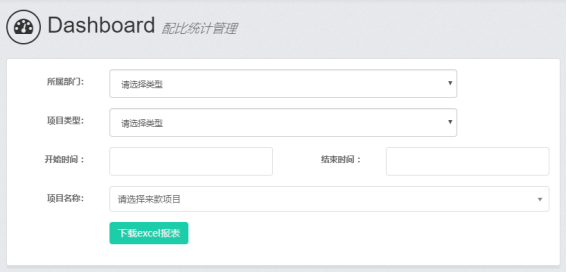 Dashboard 配比统计管理
所属部门: 请选择类型
项目类型: 请选择类型
开始时间： 结束时间：
项目名称: 请选择来款项目
下载excel报表